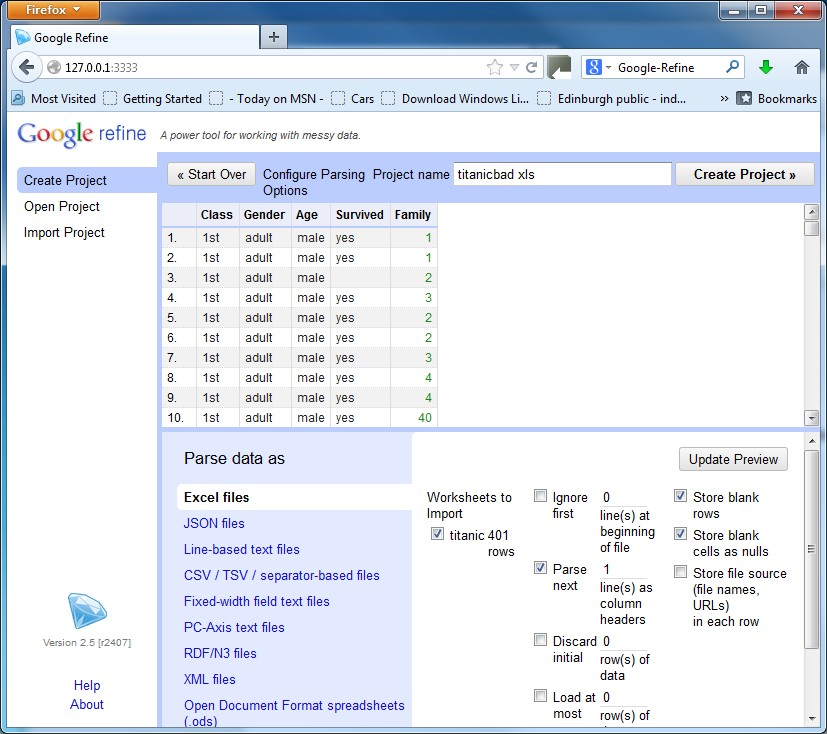 Firefox
Google Refine
127.0.0.1:3333
Google-Refine
Most Visited Getting Started - Today on MSN - Cars Download Windows Li... Edinburgh public - ind... » Bookmarks
Google refine A power tool for working with messy data.
Create Project
Open Project
Import Project
« Start Over Configure Parsing Options Project name titanicbad xls Create Project »
Class Gender Age Survived Family
1. 1st adult male yes 1
2. 1st adult male yes 1
3. 1st adult male 2
4. 1st adult male yes 3
5. 1st adult male yes 2
6. 1st adult male yes 2
7. 1st adult male yes 3
8. 1st adult male yes 4
9. 1st adult male yes 4
10. 1st adult male yes 40
Parse data as
Excel files
JSON files
Line-based text files
CSV / TSV / separator-based files
Fixed-width field text files
PC-Axis text files
RDF/N3 files
XML files
Open Document Format spreadsheets
(.ods)
Update Preview
Worksheets to
Import
titanic 401
rows
Ignore first 0
line(s) at
beginning
of file
Parse next 1
line(s) as
column
headers
Discard initial 0
row(s) of
data
Load at most 0
row(s) of
Store blank
rows
Store blank
cells as nulls
Store file source
(file names,
URLs)
in each row
Version 2.5 [r2407]
Help
About